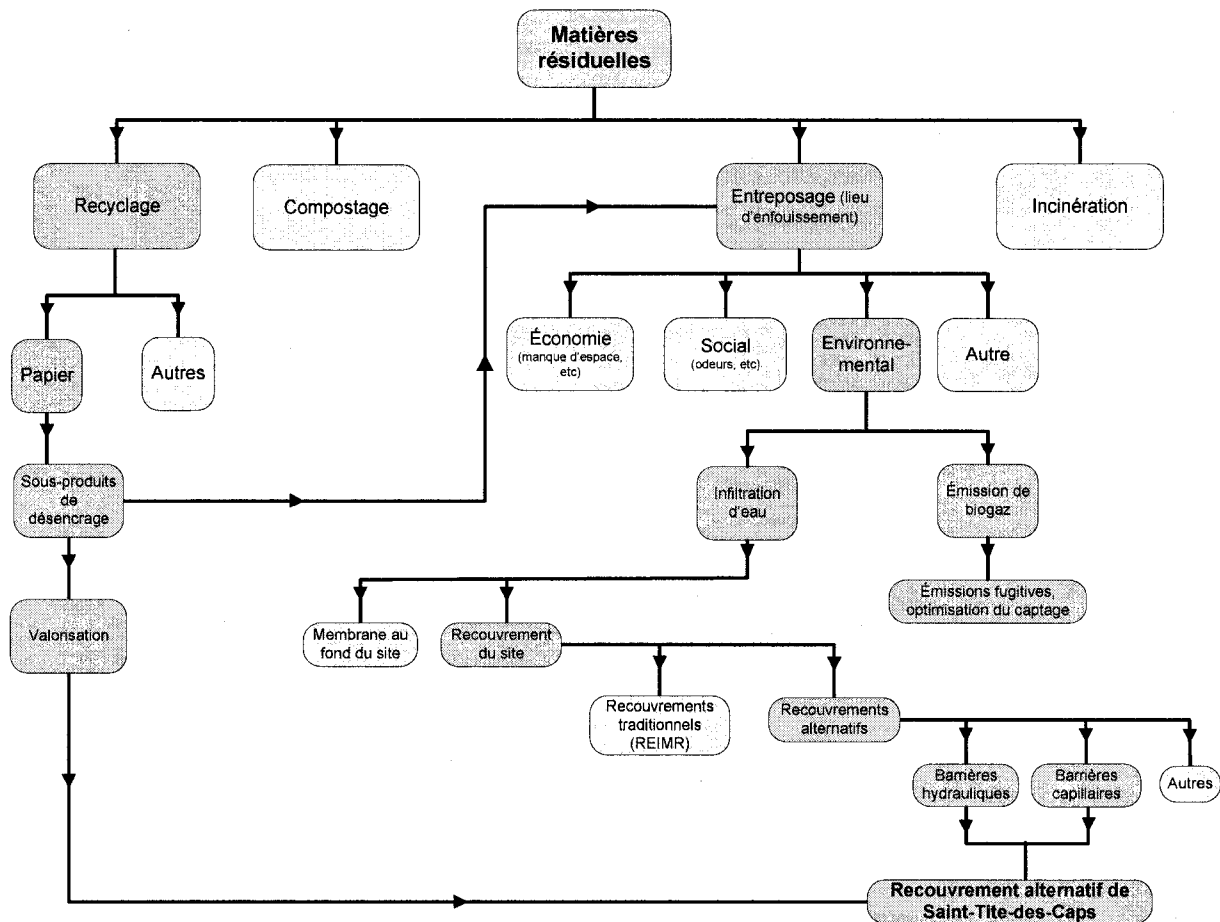 Matières
résiduelles
Recyclage
Compostage
Entreposage (lieu
d'enfouissement)
Incinération
Économie
(manque d'espace,
etc)
Social
(odeurs, etc)
Environne-
mental
Autre
Papier
Autres
Sous-produits
de
désencrage
Infiltration
d'eau
Émission de
biogaz
Émissions fugitives,
optimisation du captage
Valorisation
Membrane au
fond du site
Recouvrement
du site
Recouvrements
traditionnels
(REIMR)
Recouvrements
alternatifs
Barrières
hydrauliques
Barrières
capillaires
Autres
Recouvrement alternatif de
Saint-Tite-des-Caps